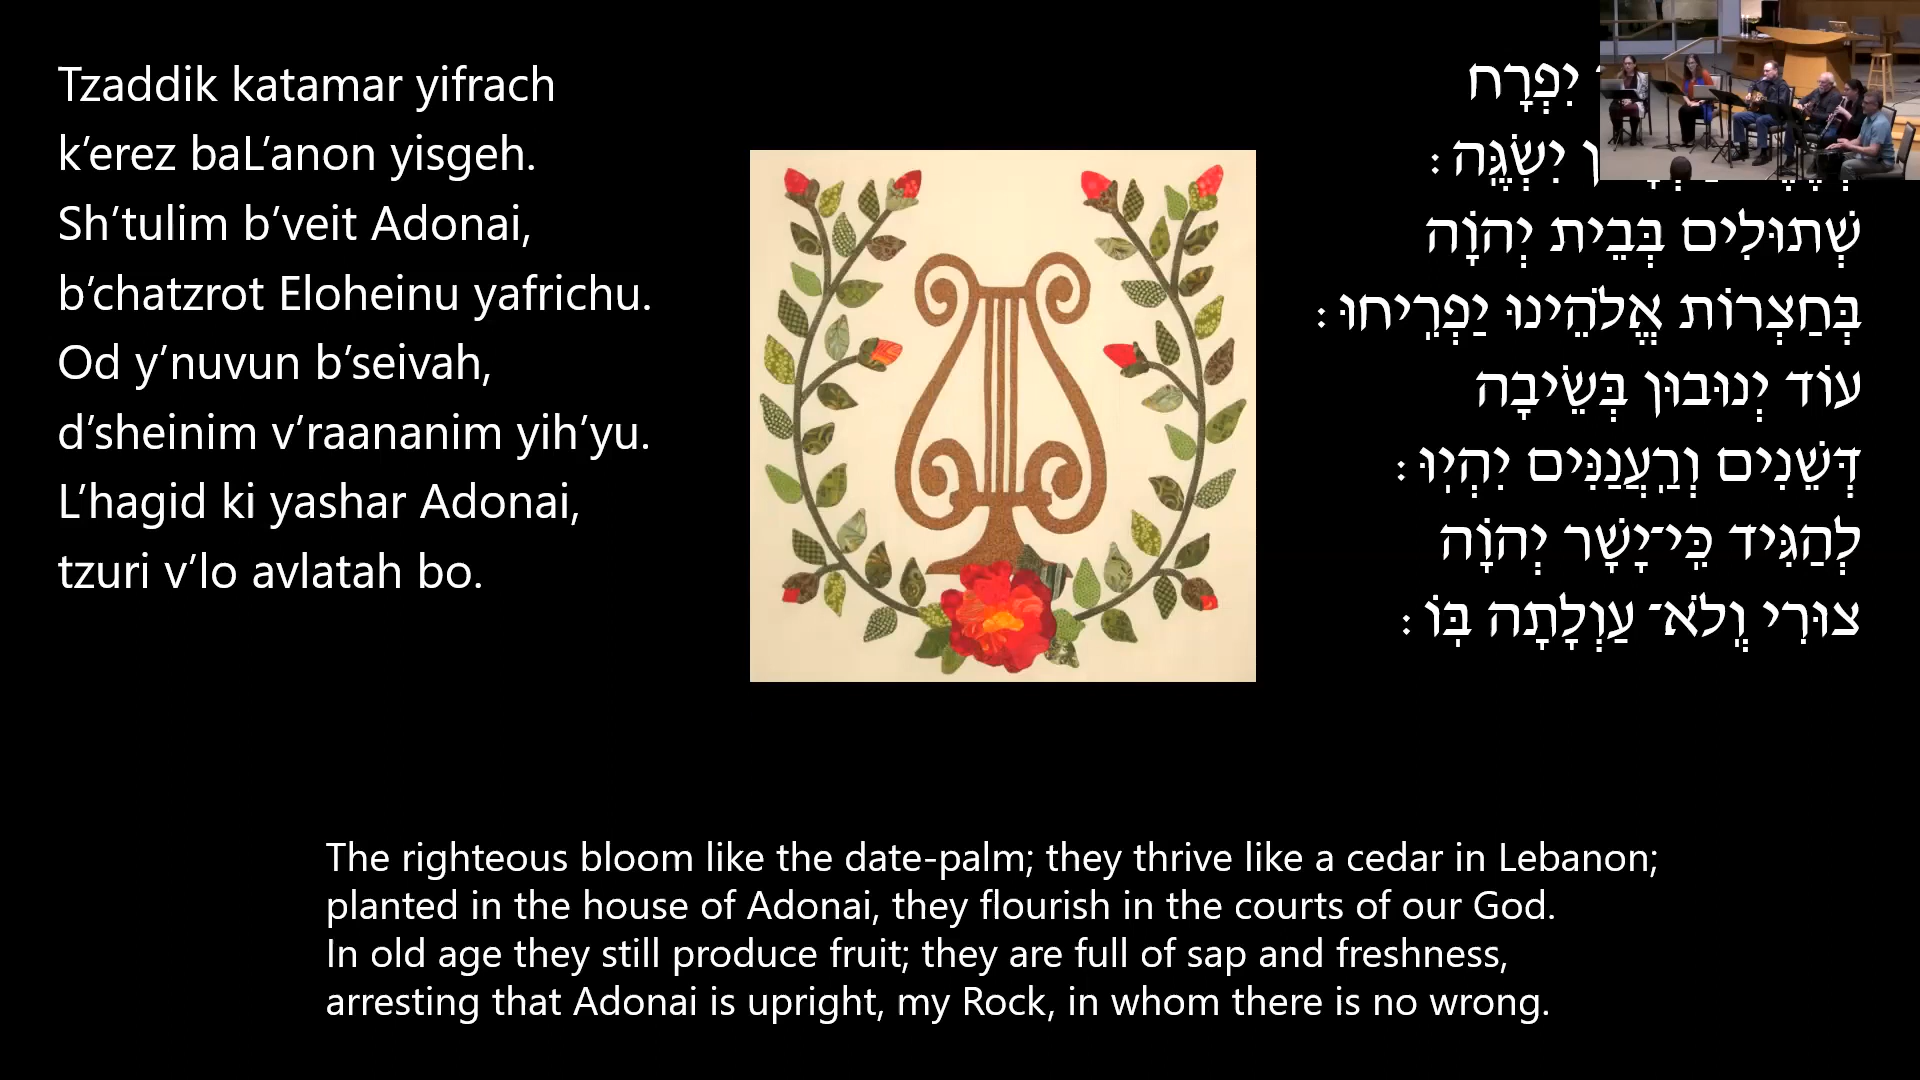 Tzaddik katamar yifrach
k’erez baL’anon yisgeh.
Sh’tulim b’veit Adonai,
b’chatzrot Eloheinu yafrichu.
Od y’nuvun b’seivah,
d’sheinim v’raananim yih’yu.
L’hagid ki yashar Adonai,
tzuri v’lo avlatah bo.
יִפְרָח
יִשְׂגֶּֽה׃
שְׁתוּלִים בְּבֵית יְהֹוָה
בְּחַצְרוֹת אֱלֹהֵינוּ יַפְרִֽיחוּ׃
עוֹד יְנוּבוּן בְּשֵׂיבָה
דְּשֵׁנִים וְרַֽעֲנַנִּים יִהְיֽוּ׃
לְהַגִּיד כִּֽי־יָשָׁר יְהֹוָה
צוּרִי וְֽלֹא־ עַוְלָתָה בּֽוֹ׃
The righteous bloom like the date-palm; they thrive like a cedar in Lebanon;
planted in the house of Adonai, they flourish in the courts of our God.
In old age they still produce fruit; they are full of sap and freshness,
arresting that Adonai is upright, my Rock, in whom there is no wrong.